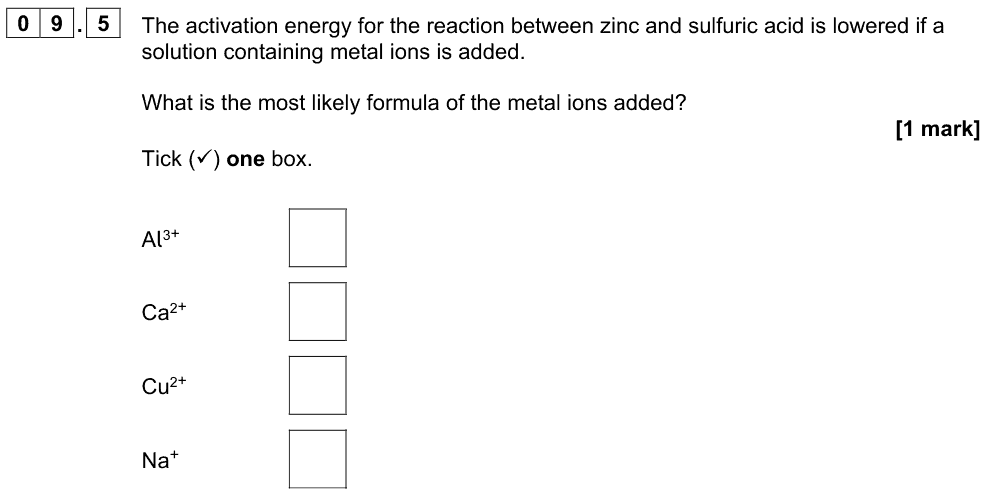 0 9 . 5 The activation energy for the reaction between zinc and sulfuric acid is lowered if a
solution containing metal ions is added.
What is the most likely formula of the metal ions added?
[1 mark]
Tick (✓) one box.
Al³⁺
Ca²⁺
Cu²⁺
Na⁺